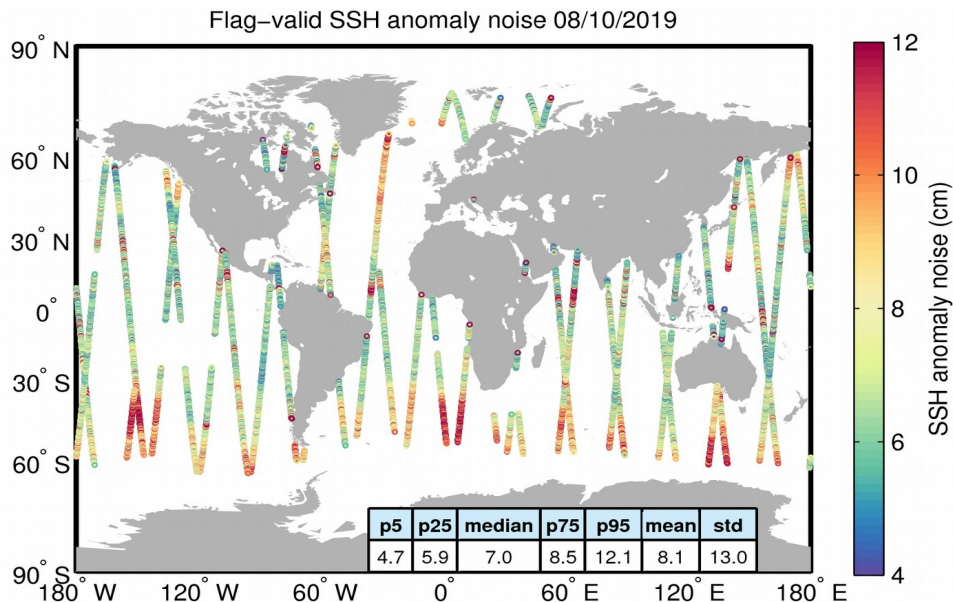 Flag−valid SSH anomaly noise 08/10/2019
90° N
60° N
30° N
0°
30° S
60° S
90° S
180° W
120° W
60° W
0°
60° E
120° E
180° E
p5 p25 median p75 p95 mean std
4.7 5.9 7.0 8.5 12.1 8.1 13.0
12
10
8
6
4
SSH anomaly noise (cm)